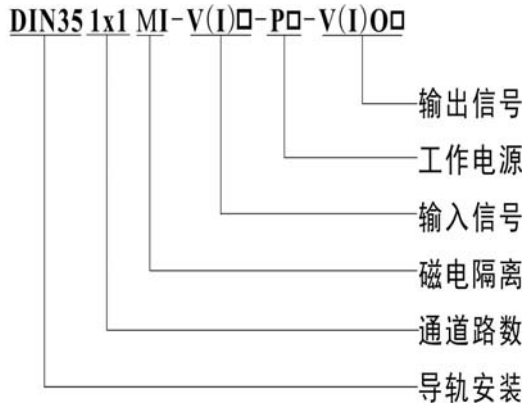 DIN35 1x1 MI-V(I)□-P□-V(I)O□
输出信号
工作电源
输入信号
磁电隔离
通道路数
导轨安装